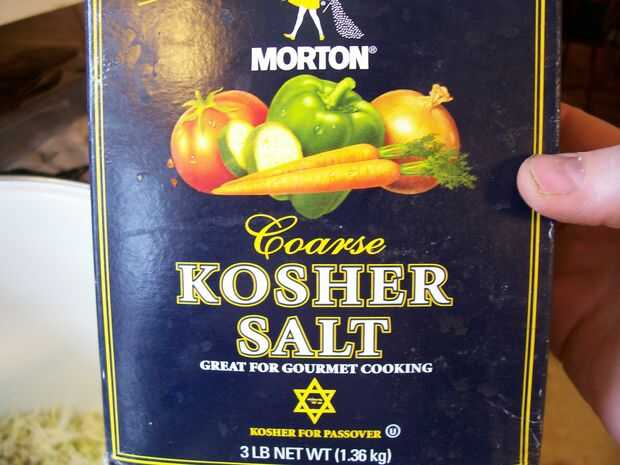 MORTON®
Coarse
KOSHER
SALT
GREAT FOR GOURMET COOKING
KOSHER FOR PASSOVER Ⓤ
3 LB NET WT (1.36 kg)